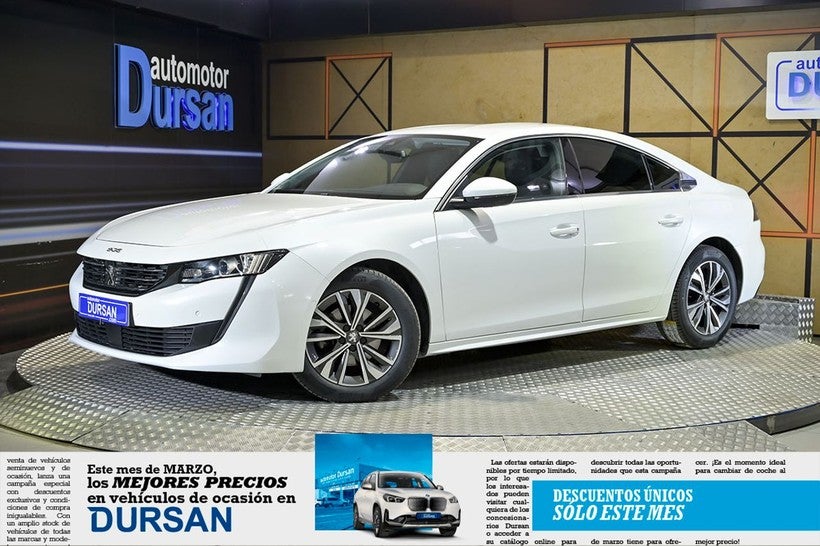 automotor
Dursan
auto
DU
508
automotor
DURSAN
.com
venta de vehículos
seminuevos y de
ocasión, lanza una
campaña especial
con descuentos
exclusivos y condi-
ciones de compra
inigualables. Con
un amplio stock de
vehículos de todas
las marcas y mode-
Este mes de MARZO,
los MEJORES PRECIOS
en vehículos de ocasión en
DURSAN
automotor Dursan
Las ofertas estarán dispo-
nibles por tiempo limitado,
por lo que
los interesa-
dos pueden
visitar cual-
quiera de los
concesiona-
rios Dursan
o acceder a
su catálogo online para
descubrir todas las oportu-
nidades que esta campaña
de marzo tiene para ofre-
cer. ¡Es el momento ideal
para cambiar de coche al
mejor precio!
DESCUENTOS ÚNICOS
SÓLO ESTE MES